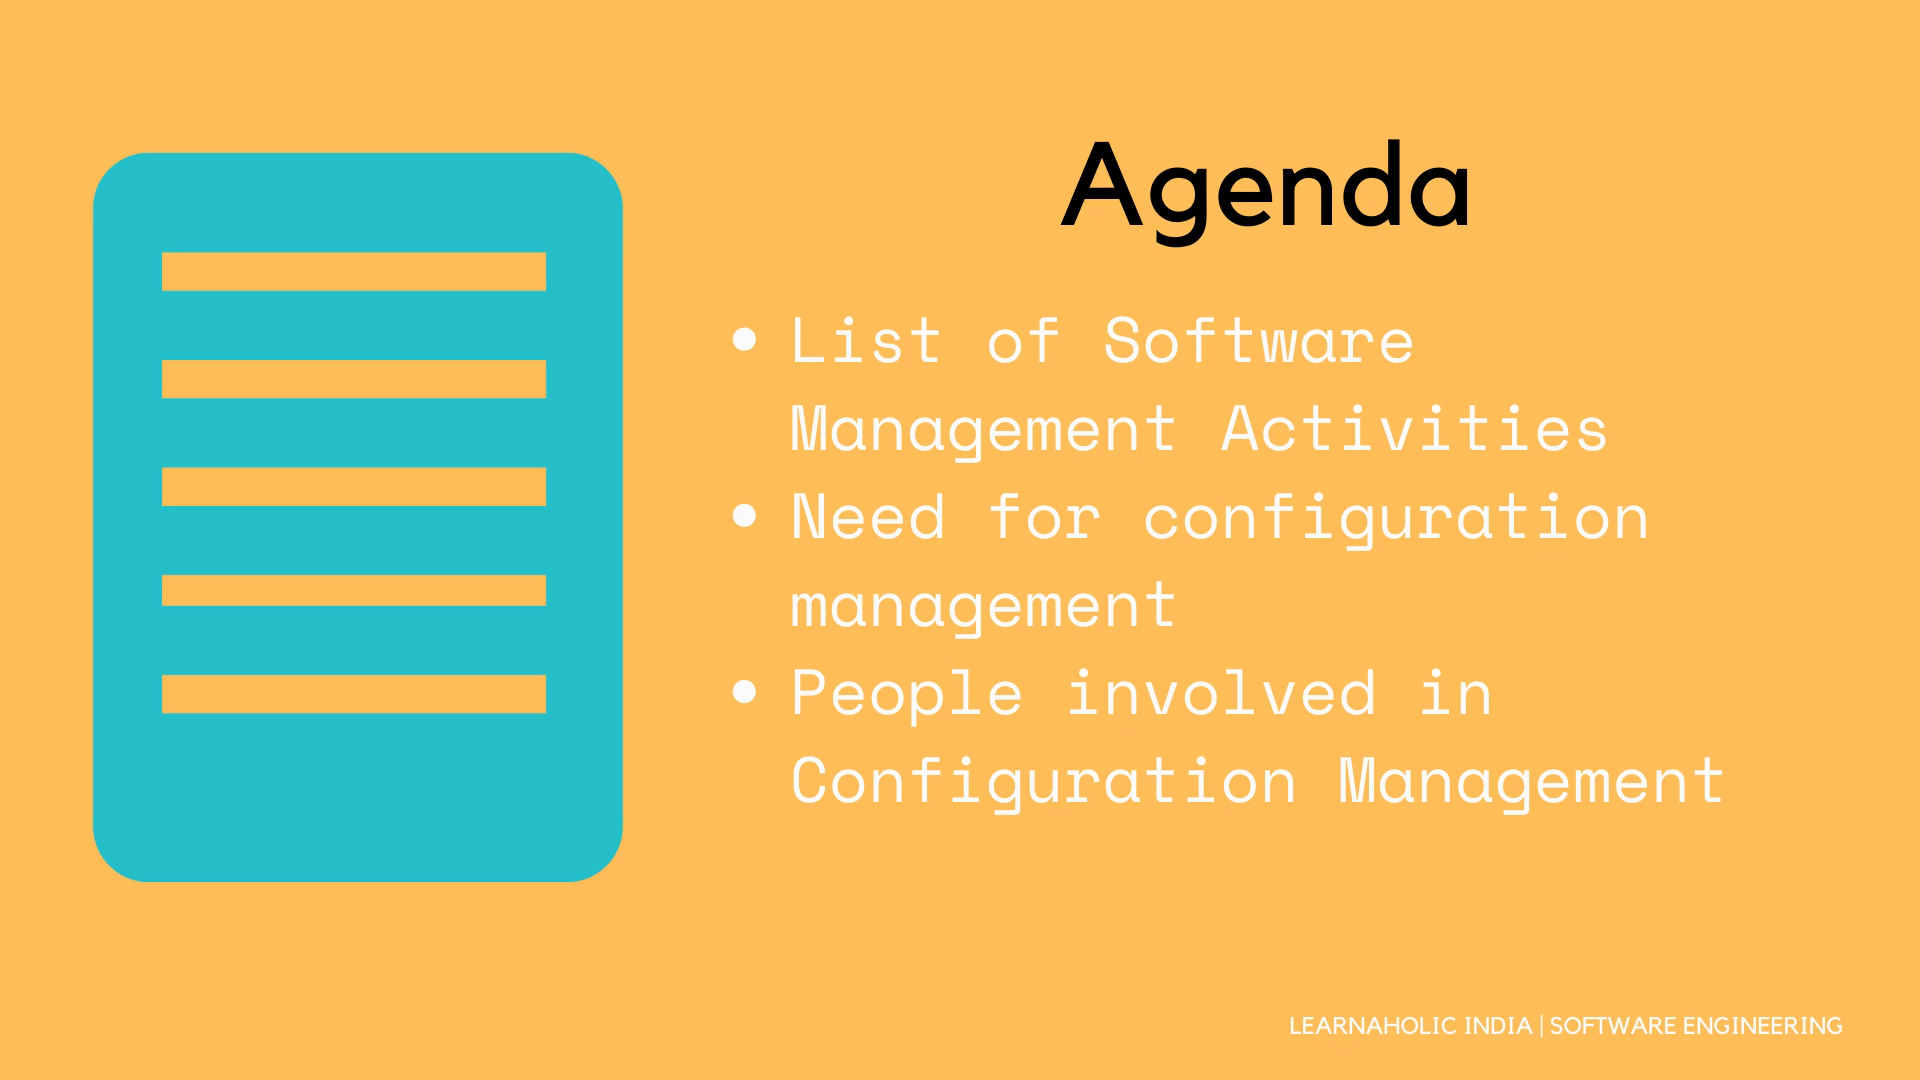 Agenda
• List of Software
Management Activities
• Need for configuration
management
• People involved in
Configuration Management
LEARNAHOLIC INDIA | SOFTWARE ENGINEERING